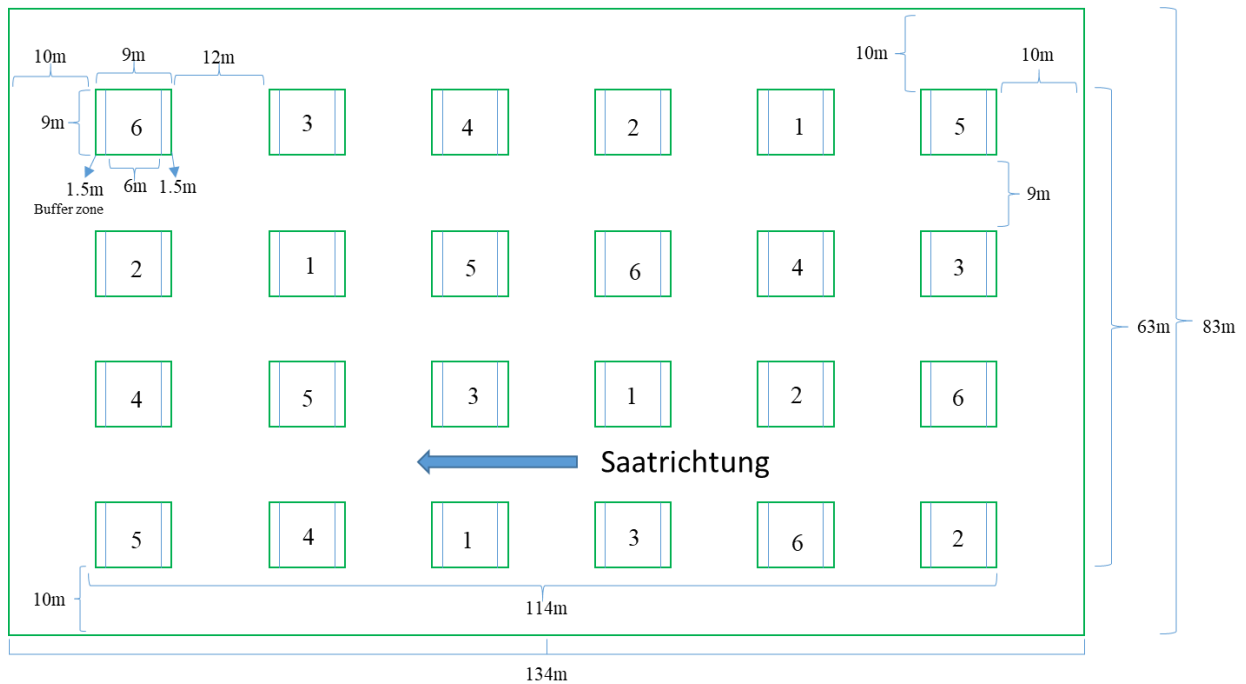 10m 9m 12m 10m 10m
9m 6 3 4 2 1 5
1.5m 6m 1.5m 9m
Buffer zone
2 1 5 6 4 3
63m 83m
4 5 3 1 2 6
Saatrichtung
5 4 1 3 6 2
10m 114m
134m